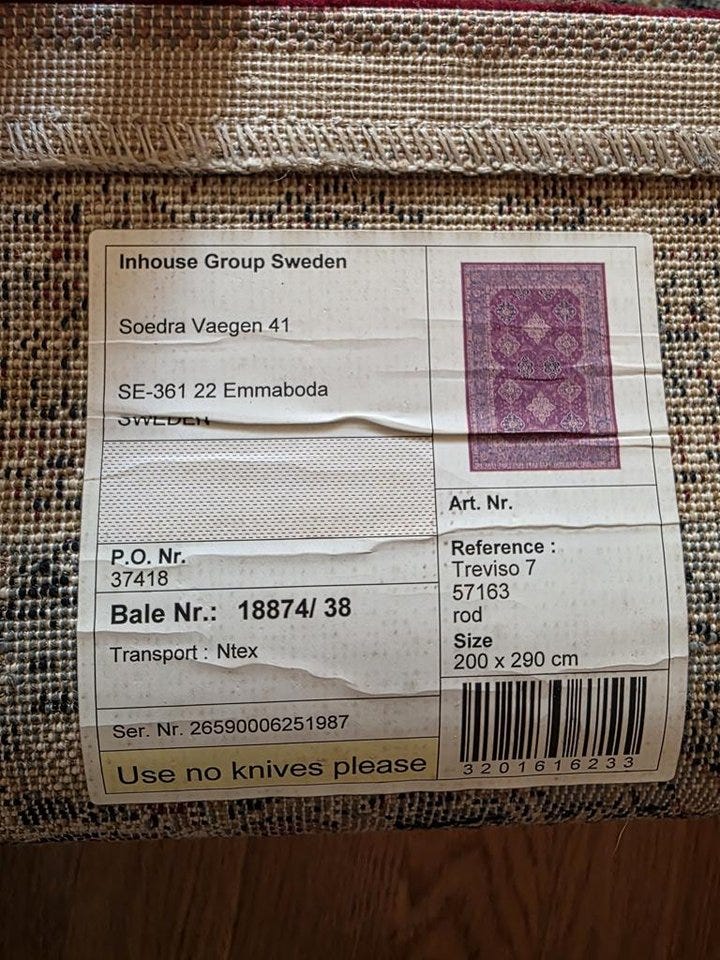 Inhouse Group Sweden
Soedra Vaegen 41
SE-361 22 Emmaboda
SWEDEN
P.O. Nr.
37418
Bale Nr.: 18874/ 38
Transport : Ntex
Ser. Nr. 26590006251987
Use no knives please
Art. Nr.
Reference :
Treviso 7
57163
rod
Size
200 x 290 cm
3201616233